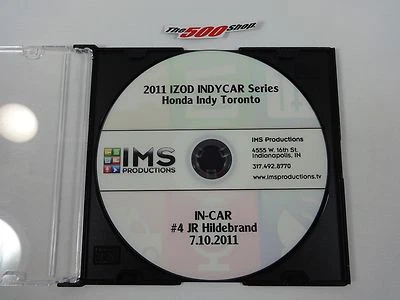 The 500 Shop.
2011 IZOD INDYCAR Series
Honda Indy Toronto
IMS
PRODUCTIONS
IMS Productions
4555 W. 16th St.
Indianapolis, IN
317.492.8770
www.imsproductions.tv
IN-CAR
#4 JR Hildebrand
7.10.2011